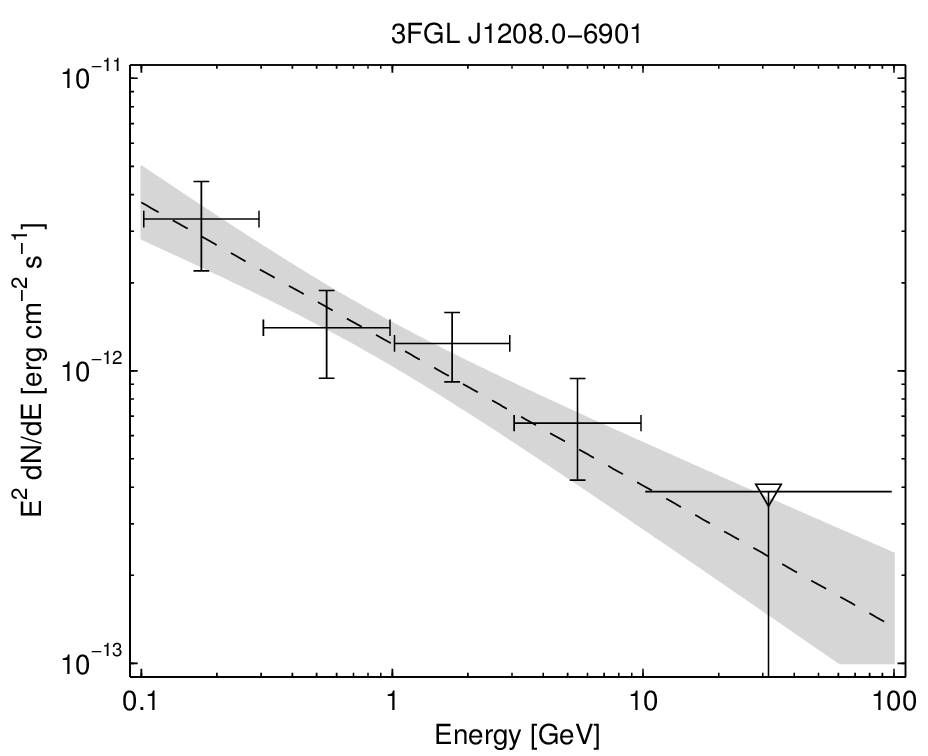 3FGL J1208.0−6901
10⁻¹¹
10⁻¹²
10⁻¹³
E² dN/dE [erg cm⁻² s⁻¹]
0.1 1 10 100
Energy [GeV]